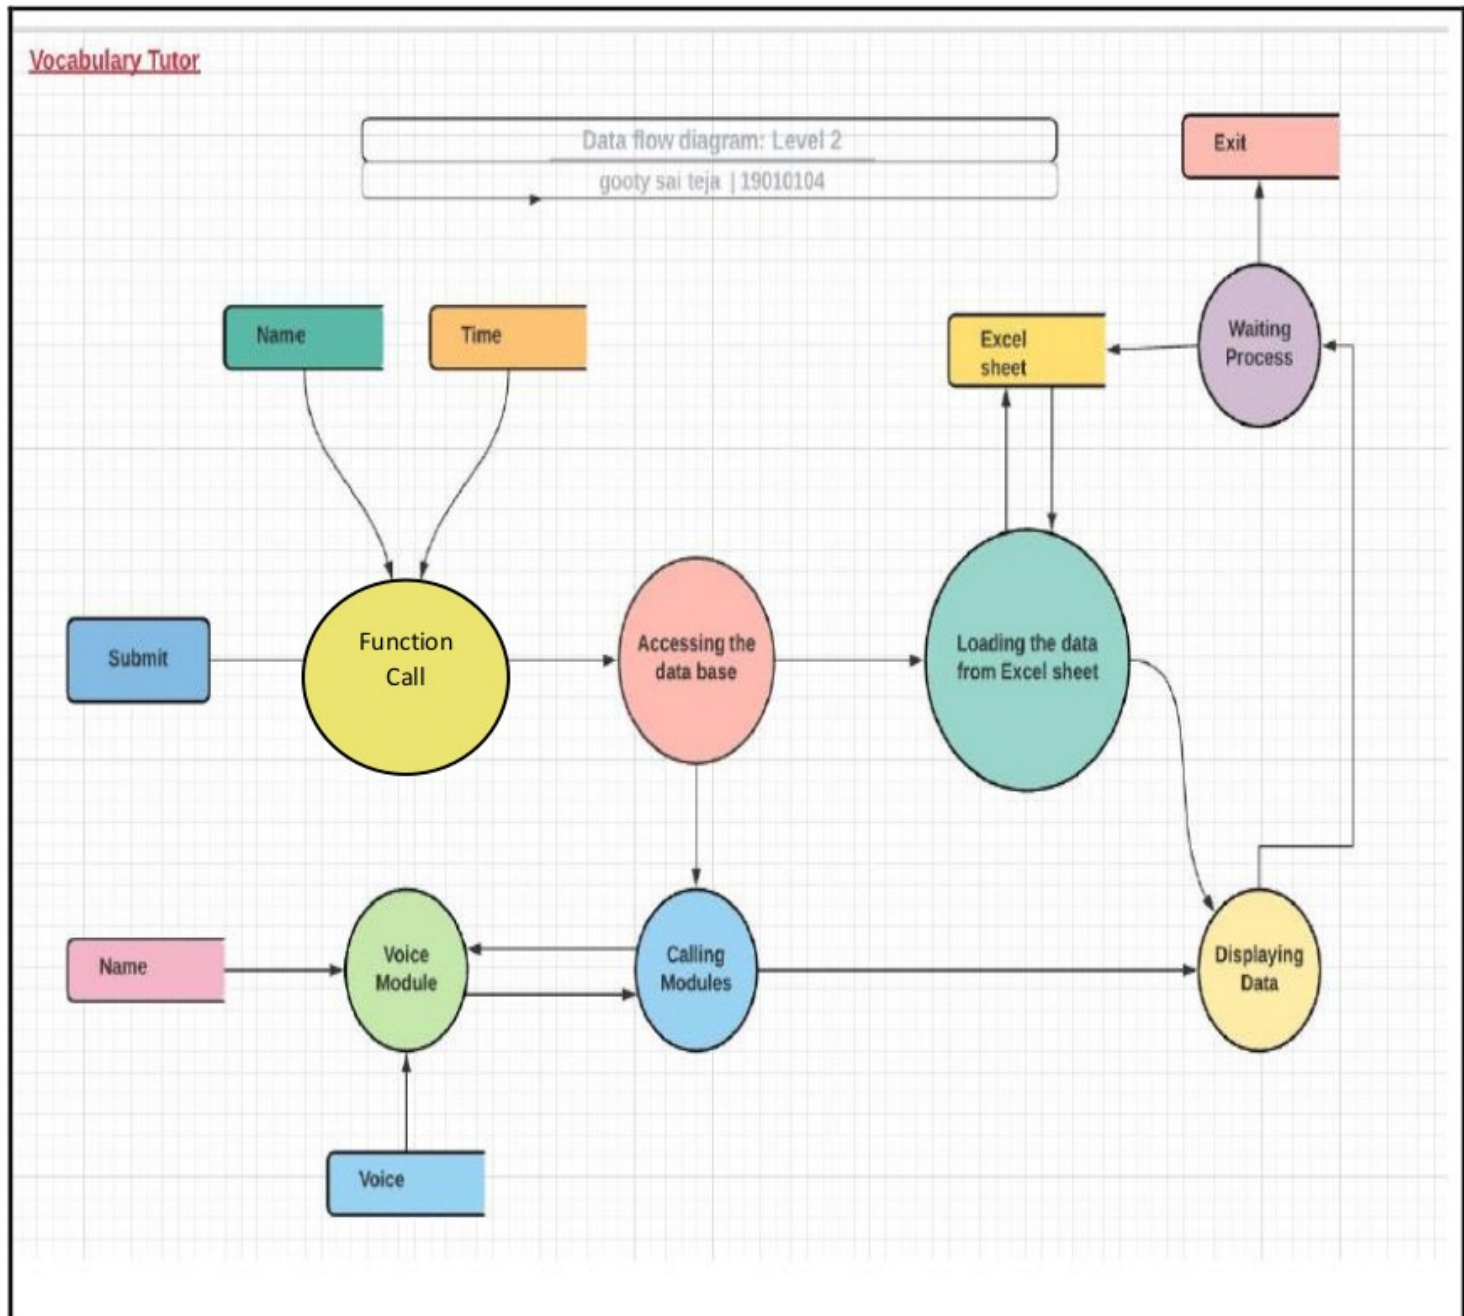 Vocabulary Tutor
Data flow diagram: Level 2
gooty sai teja | 19010104
Exit
Name
Time
Excel
sheet
Waiting
Process
Submit
Function
Call
Accessing the
data base
Loading the data
from Excel sheet
Name
Voice
Module
Calling
Modules
Displaying
Data
Voice